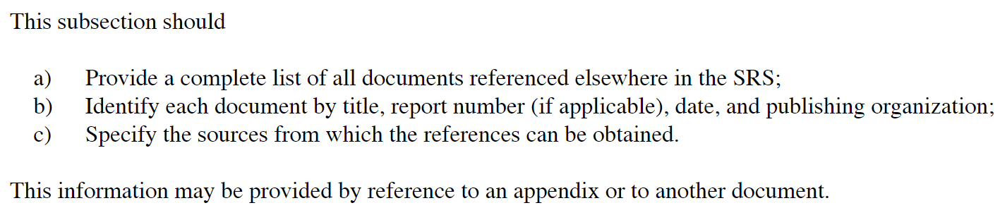 This subsection should
a) Provide a complete list of all documents referenced elsewhere in the SRS;
b) Identify each document by title, report number (if applicable), date, and publishing organization;
c) Specify the sources from which the references can be obtained.
This information may be provided by reference to an appendix or to another document.